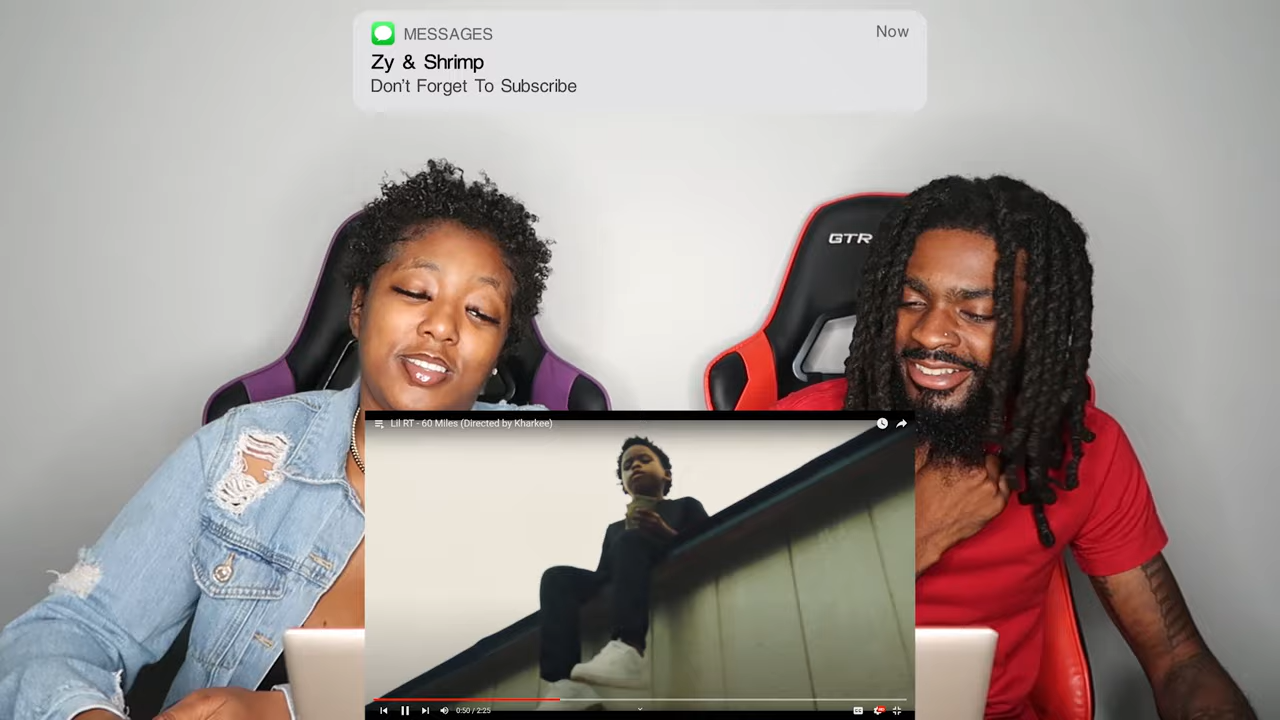 MESSAGES
Now
Zy & Shrimp
Don't Forget To Subscribe
GTR
Lil RT - 60 Miles (Directed by Kharkee)
0:50 / 2:25